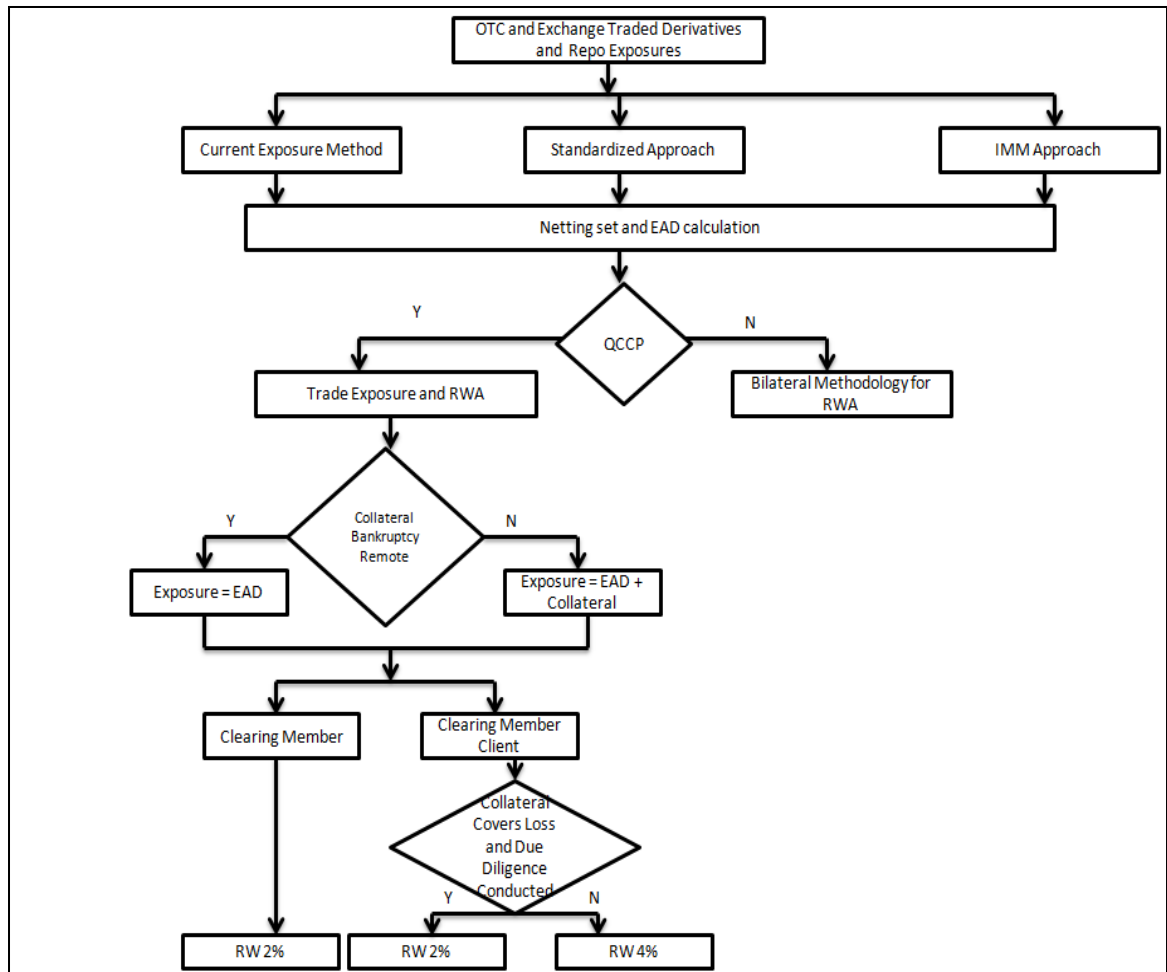 OTC and Exchange Traded Derivatives
and Repo Exposures
Current Exposure Method
Standardized Approach
IMM Approach
Netting set and EAD calculation
Y
N
QCCP
Trade Exposure and RWA
Bilateral Methodology for
RWA
Collateral
Bankruptcy
Remote
Y
N
Exposure = EAD
Exposure = EAD +
Collateral
Clearing Member
Clearing Member
Client
Collateral
Covers Loss
and Due
Diligence
Conducted
Y
N
RW 2%
RW 2%
RW 4%